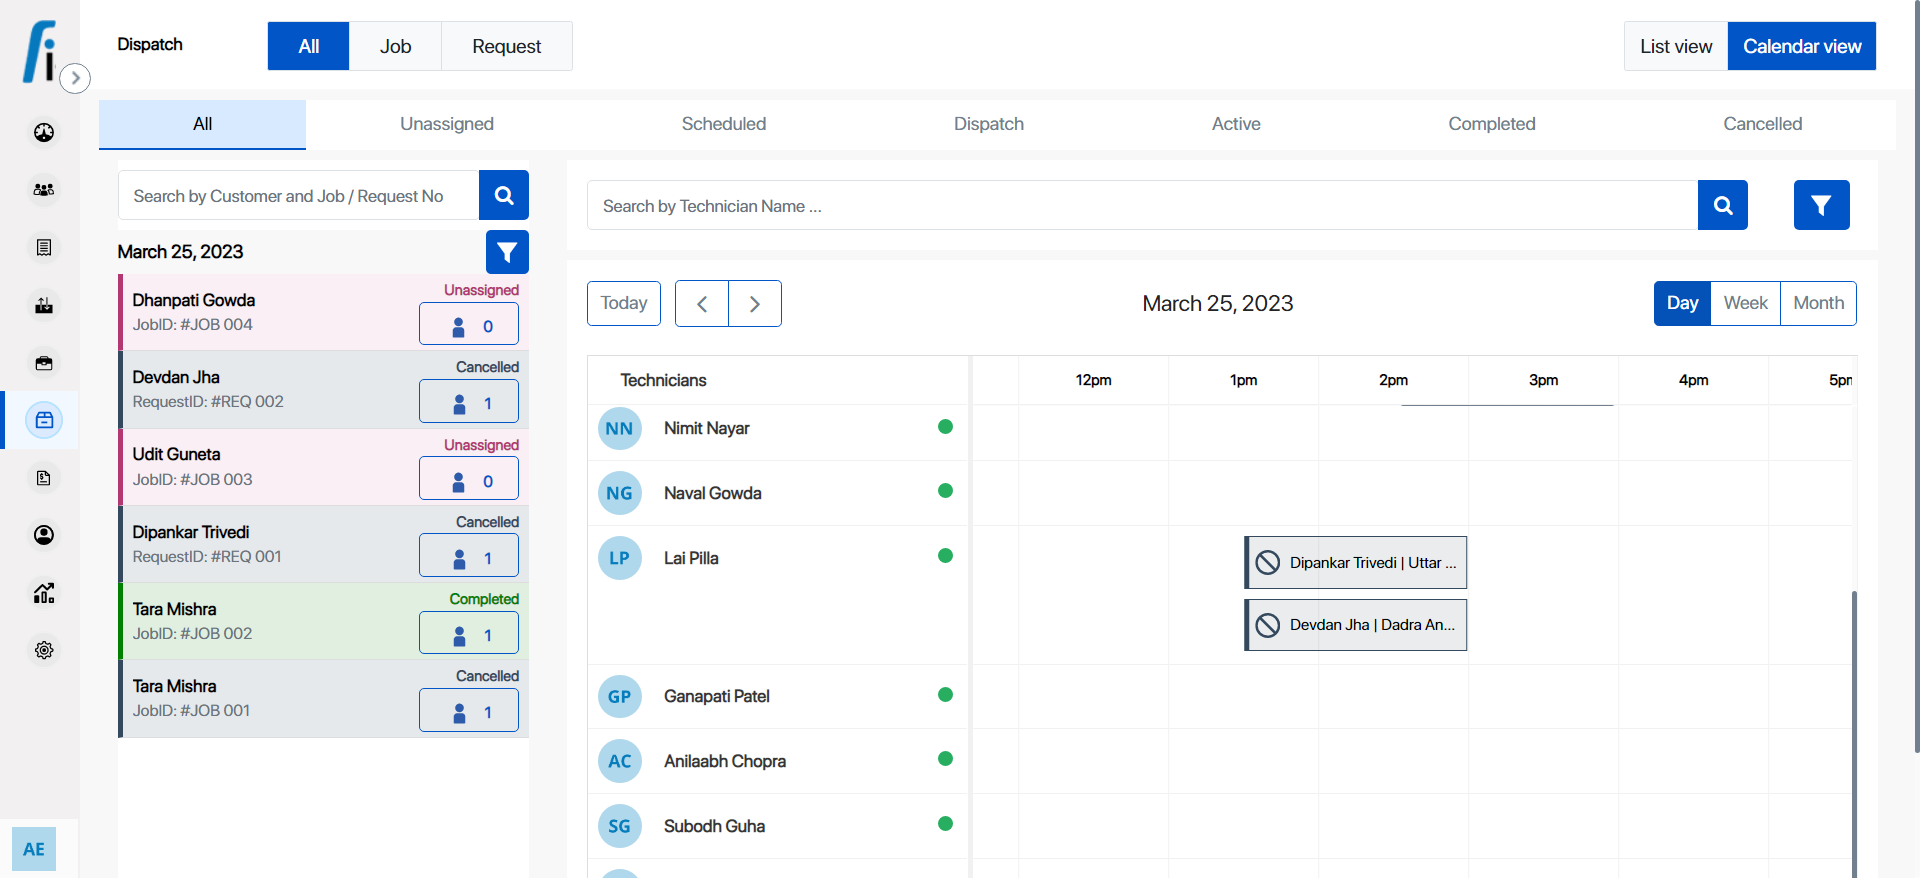 fi
Dispatch
All
Job
Request
List view
Calendar view
All
Unassigned
Scheduled
Dispatch
Active
Completed
Cancelled
Search by Customer and Job / Request No
Search by Technician Name ...
March 25, 2023
Dhanpati Gowda
Unassigned
JobID: #JOB 004
0
Devdan Jha
Cancelled
RequestID: #REQ 002
1
Udit Guneta
Unassigned
JobID: #JOB 003
0
Dipankar Trivedi
Cancelled
RequestID: #REQ 001
1
Tara Mishra
Completed
JobID: #JOB 002
1
Tara Mishra
Cancelled
JobID: #JOB 001
1
Today
March 25, 2023
Day
Week
Month
Technicians
12pm
1pm
2pm
3pm
4pm
NN
Nimit Nayar
NG
Naval Gowda
LP
Lai Pilla
Dipankar Trivedi | Uttar ...
Devdan Jha | Dadra An...
GP
Ganapati Patel
AC
Anilaabh Chopra
SG
Subodh Guha
AE